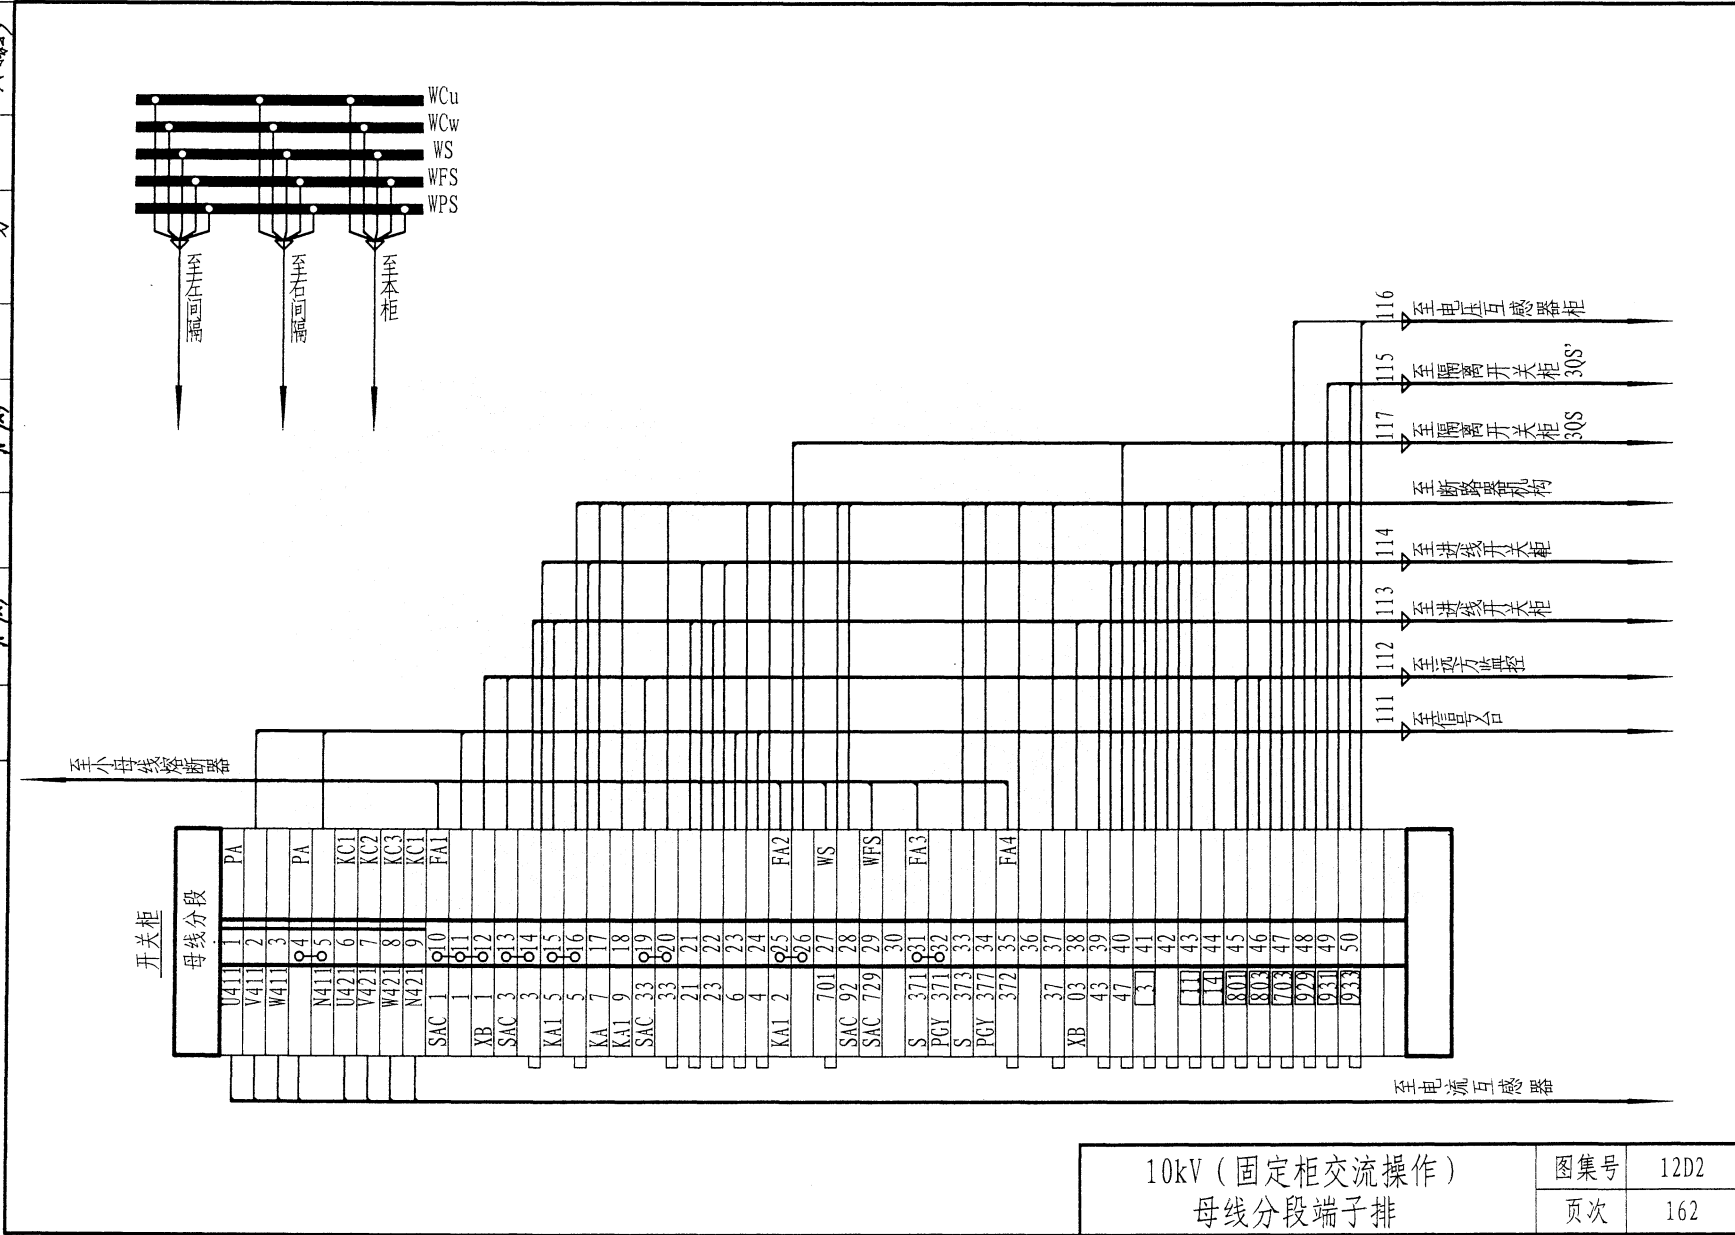 WCu
WCw
WS
WFS
WPS
至左间隔
至右间隔
至本柜
116 至电压互感器柜
115 至隔离开关柜 3QS'
117 至隔离开关柜 3QS
至断路器机构
114 至进线开关柜
113 至进线开关柜
112 至远方监控
111 至信号台
至小母线熔断器
开关柜
母线分段
U411 1 PA
V411 2
W411 3
4 PA
N411 5
U421 6 KC1
V421 7 KC2
W421 8 KC3
N421 9 KC1
SAC 1 10 FA1
1 11
XB 1 12
SAC 3 13
3 14
KA1 5 15
5 16
KA 7 17
KA1 9 18
SAC 33 19
33 20
21 21
23 22
6 23
4 24
KA1 2 25 FA2
26
701 27 WS
SAC 92 28
SAC 729 29 WFS
30
S 371 31 FA3
PGY 371 32
S 373 33
PGY 377 34
372 35 FA4
36
37 37
XB 03 38
43 39
47 40
3 41
42
11 43
14 44
801 45
803 46
703 47
929 48
931 49
933 50
至电流互感器
10kV（固定柜交流操作）
母线分段端子排
图集号 12D2
页次 162